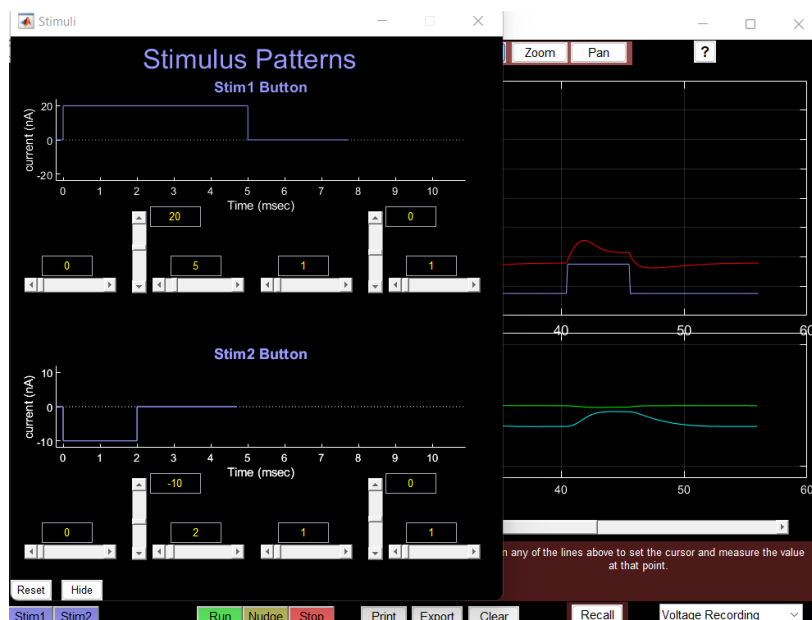 Stimuli
Stimulus Patterns
Stim1 Button
20
0
-20
current (nA)
0 1 2 3 4 5 6 7 8 9 10
Time (msec)
20
0
0
5
1
1
Stim2 Button
10
0
-10
current (nA)
0 1 2 3 4 5 6 7 8 9 10
Time (msec)
-10
0
0
2
1
1
Reset
Hide
Zoom
Pan
?
40 50 60
40 50 60
n any of the lines above to set the cursor and measure the value
at that point.
Stim1
Stim2
Run
Nudge
Stop
Print
Export
Clear
Recall
Voltage Recording